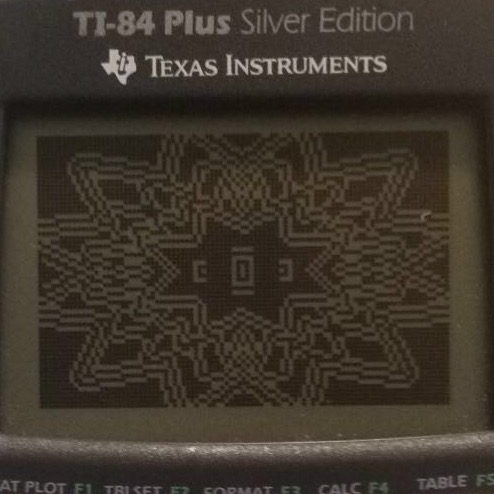 TI-84 Plus Silver Edition
TEXAS INSTRUMENTS
AT PLOT F1 TBLSET F2 FORMAT F3 CALC F4 TABLE F5